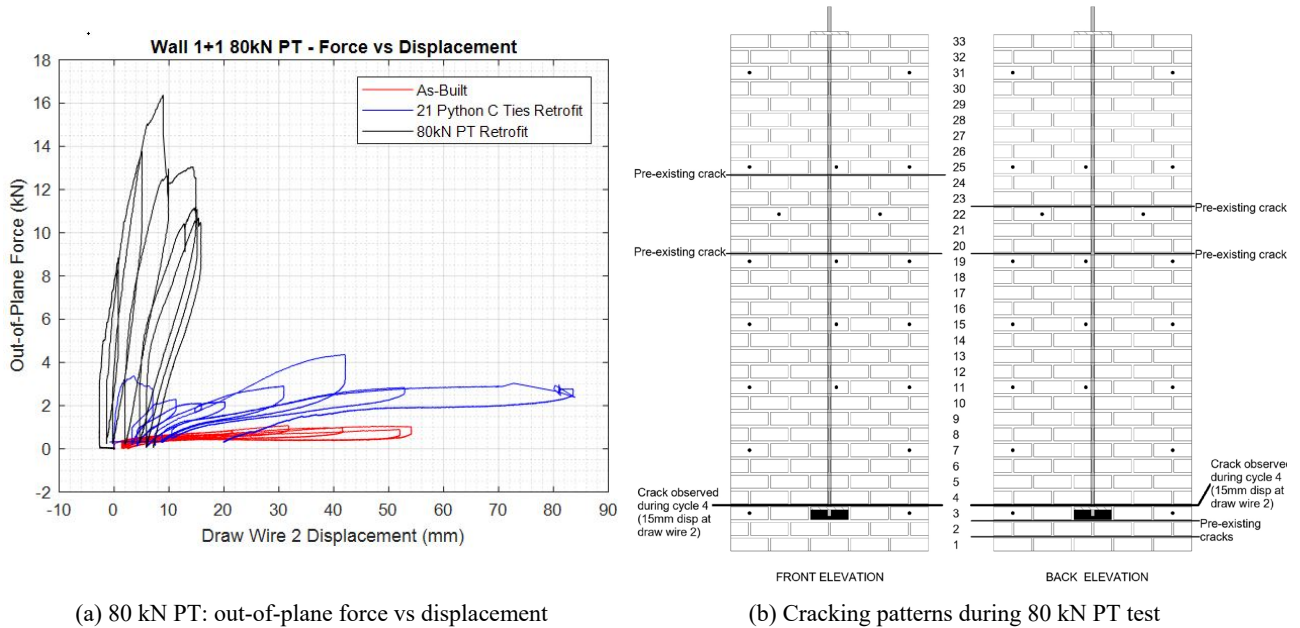 Wall 1+1 80kN PT - Force vs Displacement
18
16
14
12
10
8
6
4
2
0
-2
Out-of-Plane Force (kN)
As-Built
21 Python C Ties Retrofit
80kN PT Retrofit
-10
0
10
20
30
40
50
60
70
80
90
Draw Wire 2 Displacement (mm)
(a) 80 kN PT: out-of-plane force vs displacement
33
32
31
30
29
28
27
26
25
24
23
22
21
20
19
18
17
16
15
14
13
12
11
10
9
8
7
6
5
4
3
2
1
Pre-existing crack
Pre-existing crack
Crack observed
during cycle 4
(15mm disp at
draw wire 2)
Pre-existing crack
Pre-existing crack
Crack observed
during cycle 4
(15mm disp at
draw wire 2)
Pre-existing
cracks
FRONT ELEVATION
BACK ELEVATION
(b) Cracking patterns during 80 kN PT test